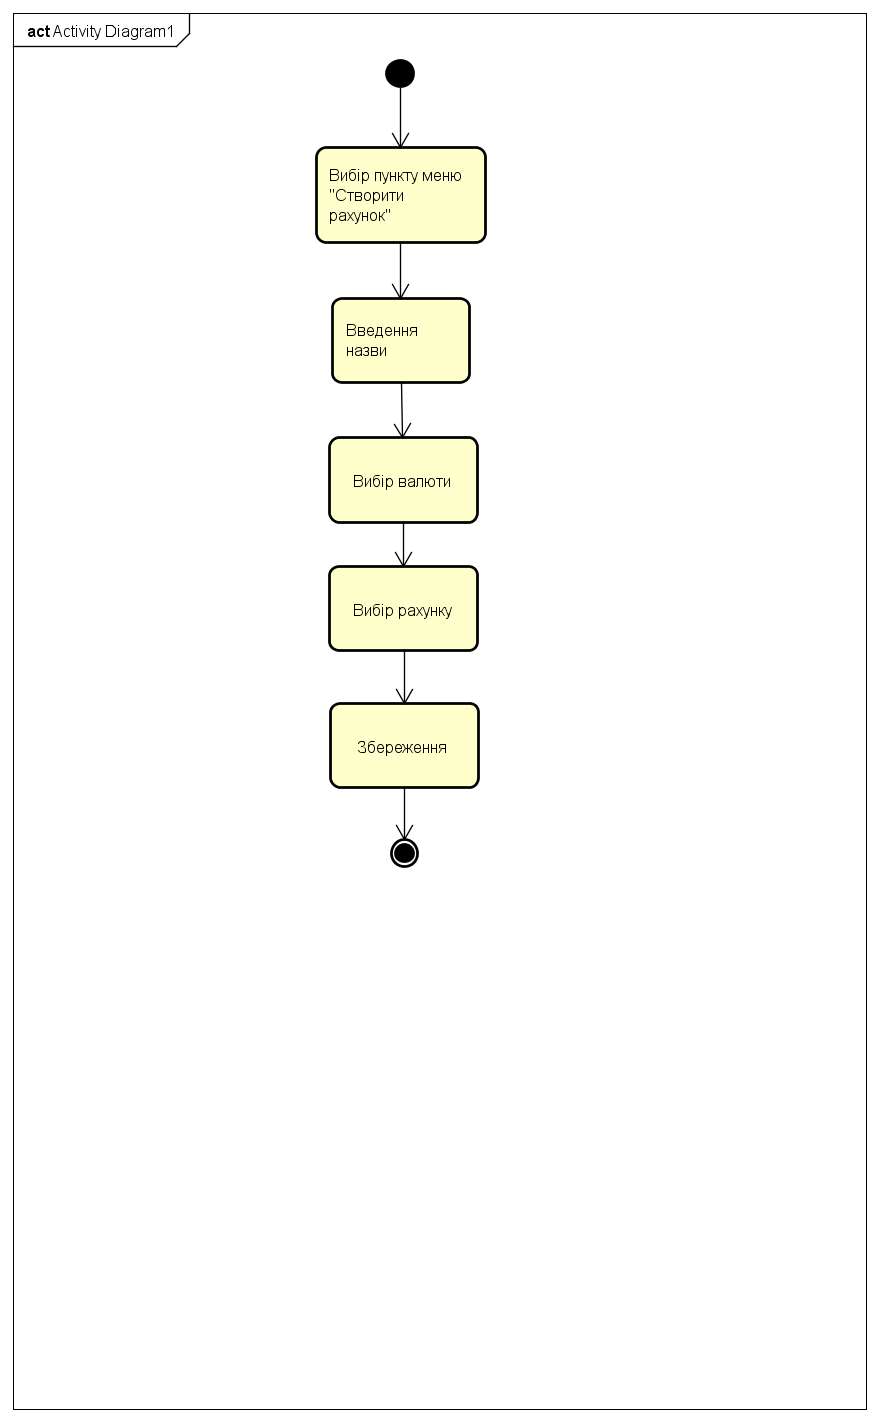 act Activity Diagram1
Вибір пункту меню
"Створити
рахунок"
Введення
назви
Вибір валюти
Вибір рахунку
Збереження